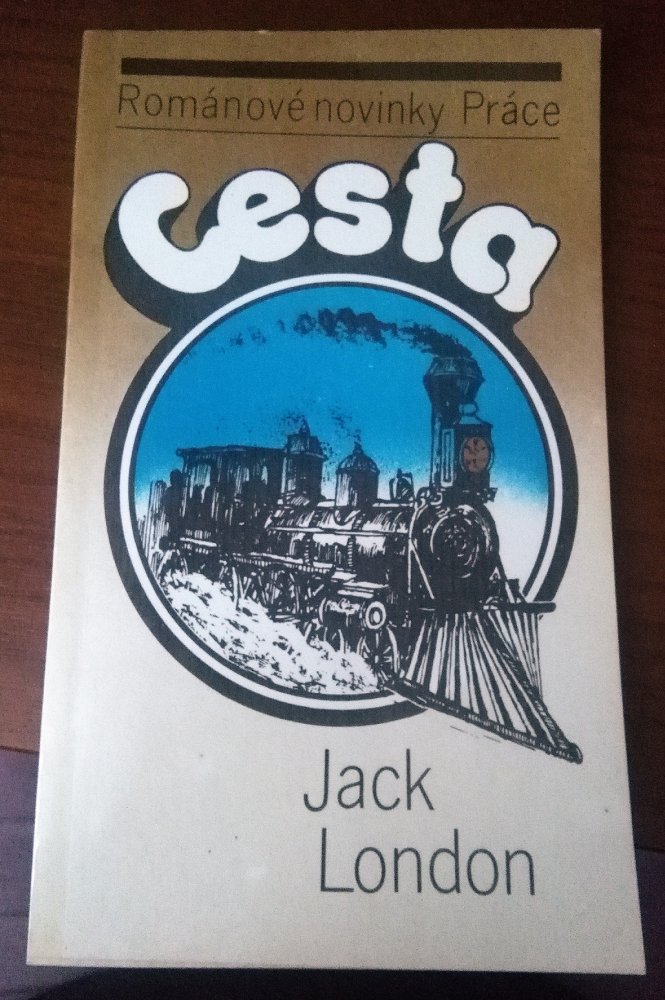 Románové novinky Práce
Cesta
Jack
London